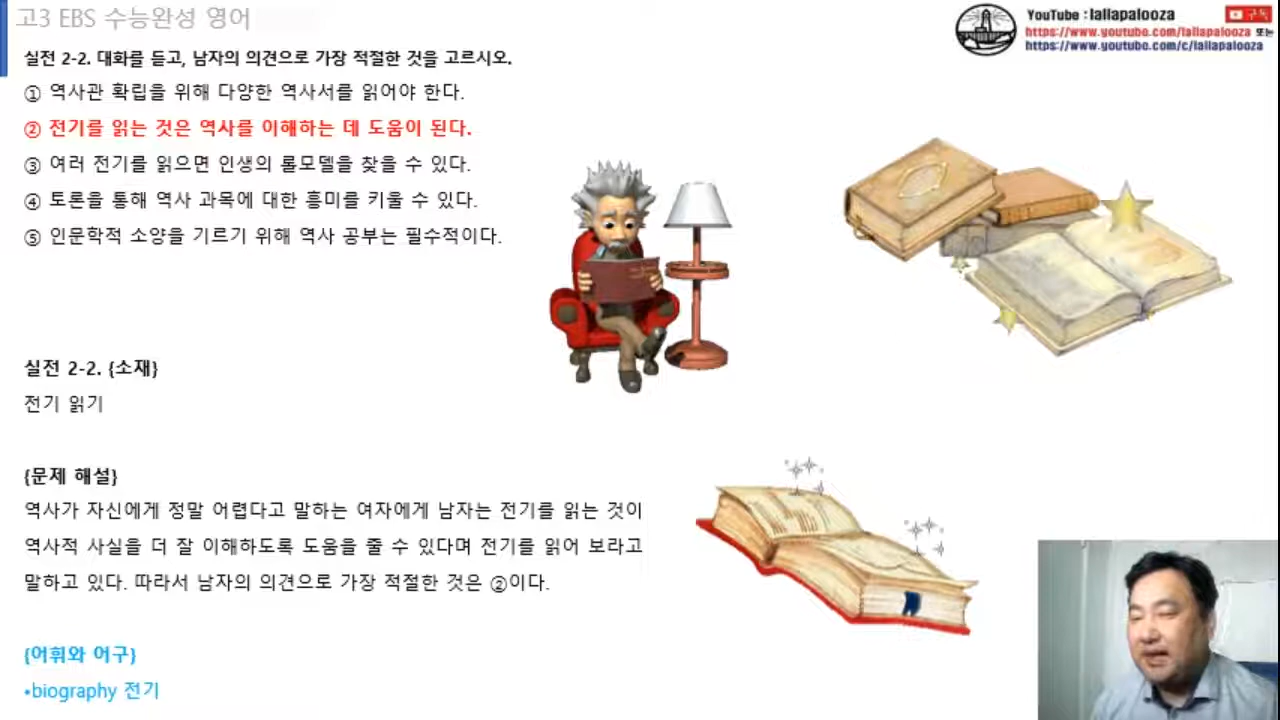 고3 EBS 수능완성 영어
YouTube : lallapalooza
구독
https://www.youtube.com/lallapalooza 또는
https://www.youtube.com/c/lallapalooza
실전 2-2. 대화를 듣고, 남자의 의견으로 가장 적절한 것을 고르시오.
① 역사관 확립을 위해 다양한 역사서를 읽어야 한다.
② 전기를 읽는 것은 역사를 이해하는 데 도움이 된다.
③ 여러 전기를 읽으면 인생의 롤모델을 찾을 수 있다.
④ 토론을 통해 역사 과목에 대한 흥미를 키울 수 있다.
⑤ 인문학적 소양을 기르기 위해 역사 공부는 필수적이다.
실전 2-2. {소재}
전기 읽기
{문제 해설}
역사가 자신에게 정말 어렵다고 말하는 여자에게 남자는 전기를 읽는 것이
역사적 사실을 더 잘 이해하도록 도움을 줄 수 있다며 전기를 읽어 보라고
말하고 있다. 따라서 남자의 의견으로 가장 적절한 것은 ②이다.
{어휘와 어구}
•biography 전기